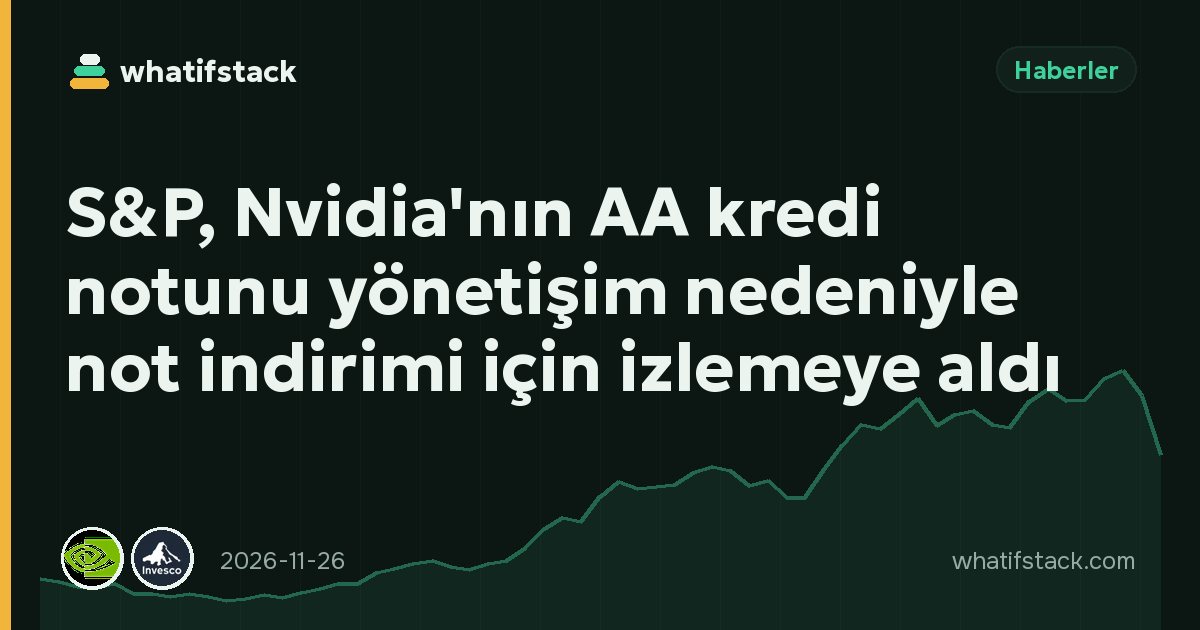 whatifstack
Haberler
S&P, Nvidia'nın AA kredi
notunu yönetişim nedeniyle
not indirimi için izlemeye aldı
Invesco
2026-11-26
whatifstack.com